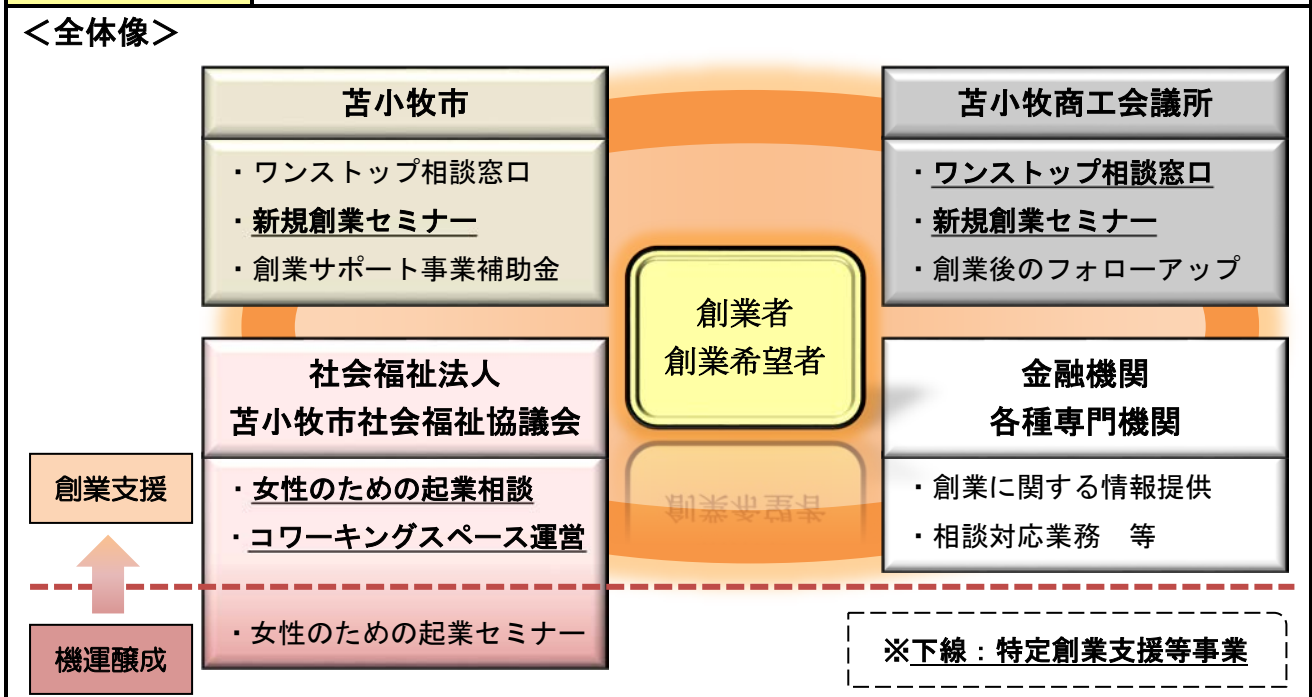 ＜全体像＞
苫小牧市
・ワンストップ相談窓口
・新規創業セミナー
・創業サポート事業補助金
苫小牧商工会議所
・ワンストップ相談窓口
・新規創業セミナー
・創業後のフォローアップ
創業者
創業希望者
社会福祉法人
苫小牧市社会福祉協議会
・女性のための起業相談
・コワーキングスペース運営
・女性のための起業セミナー
金融機関
各種専門機関
・創業に関する情報提供
・相談対応業務　等
創業支援
機運醸成
※下線：特定創業支援等事業